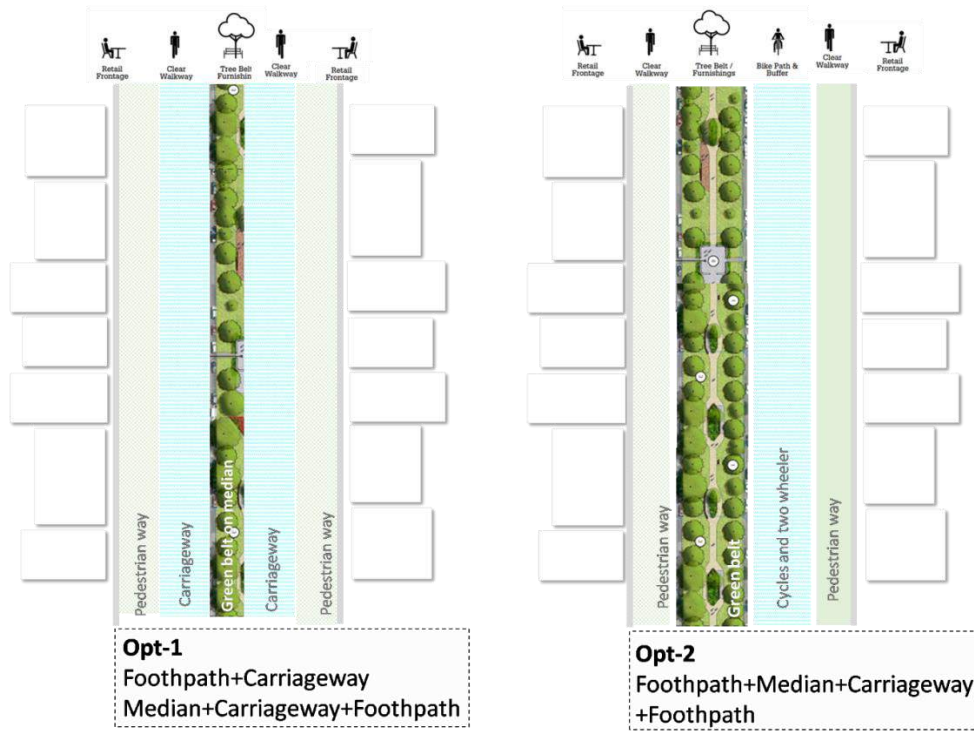 Retail
Frontage
Clear
Walkway
Tree Belt
Furnishin
Clear
Walkway
Retail
Frontage
Pedestrian way
Carriageway
Green belt on median
Carriageway
Pedestrian way
Opt-1
Foothpath+Carriageway
Median+Carriageway+Foothpath
Retail
Frontage
Clear
Walkway
Tree Belt /
Furnishings
Bike Path &
Buffer
Clear
Walkway
Retail
Frontage
Pedestrian way
Green belt
Cycles and two wheeler
Pedestrian way
Opt-2
Foothpath+Median+Carriageway
+Foothpath